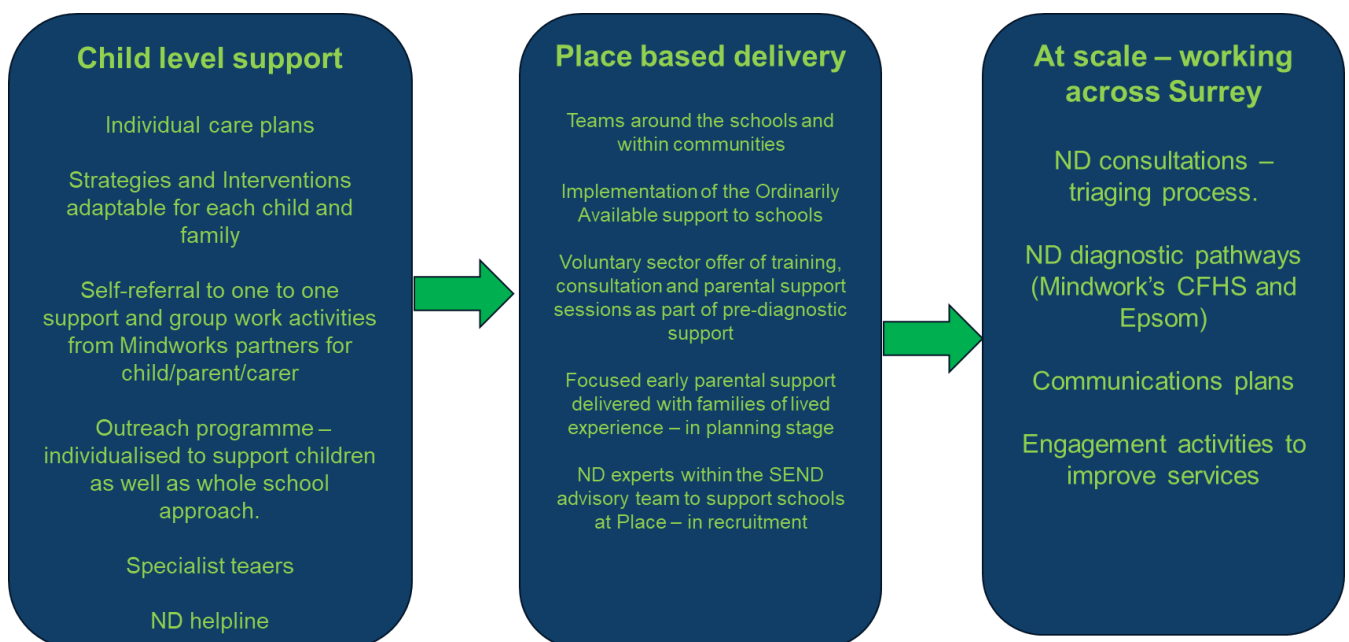 Child level support
Individual care plans
Strategies and Interventions
adaptable for each child and
family
Self-referral to one to one
support and group work activities
from Mindworks partners for
child/parent/carer
Outreach programme –
individualised to support children
as well as whole school
approach.
Specialist teaers
ND helpline
Place based delivery
Teams around the schools and
within communities
Implementation of the Ordinarily
Available support to schools
Voluntary sector offer of training,
consultation and parental support
sessions as part of pre-diagnostic
support
Focused early parental support
delivered with families of lived
experience – in planning stage
ND experts within the SEND
advisory team to support schools
at Place – in recruitment
At scale – working
across Surrey
ND consultations –
triaging process.
ND diagnostic pathways
(Mindwork's CFHS and
Epsom)
Communications plans
Engagement activities to
improve services